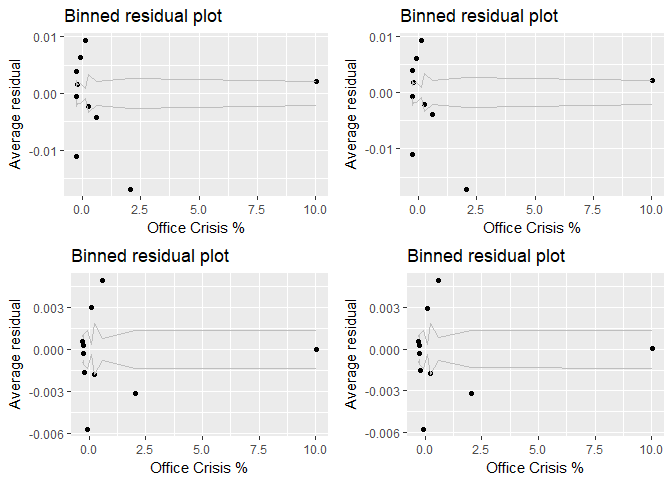 Binned residual plot
Average residual
0.01
0.00
-0.01
0.0 2.5 5.0 7.5 10.0
Office Crisis %
Binned residual plot
Average residual
0.01
0.00
-0.01
0.0 2.5 5.0 7.5 10.0
Office Crisis %
Binned residual plot
Average residual
0.003
0.000
-0.003
-0.006
0.0 2.5 5.0 7.5 10.0
Office Crisis %
Binned residual plot
Average residual
0.003
0.000
-0.003
-0.006
0.0 2.5 5.0 7.5 10.0
Office Crisis %